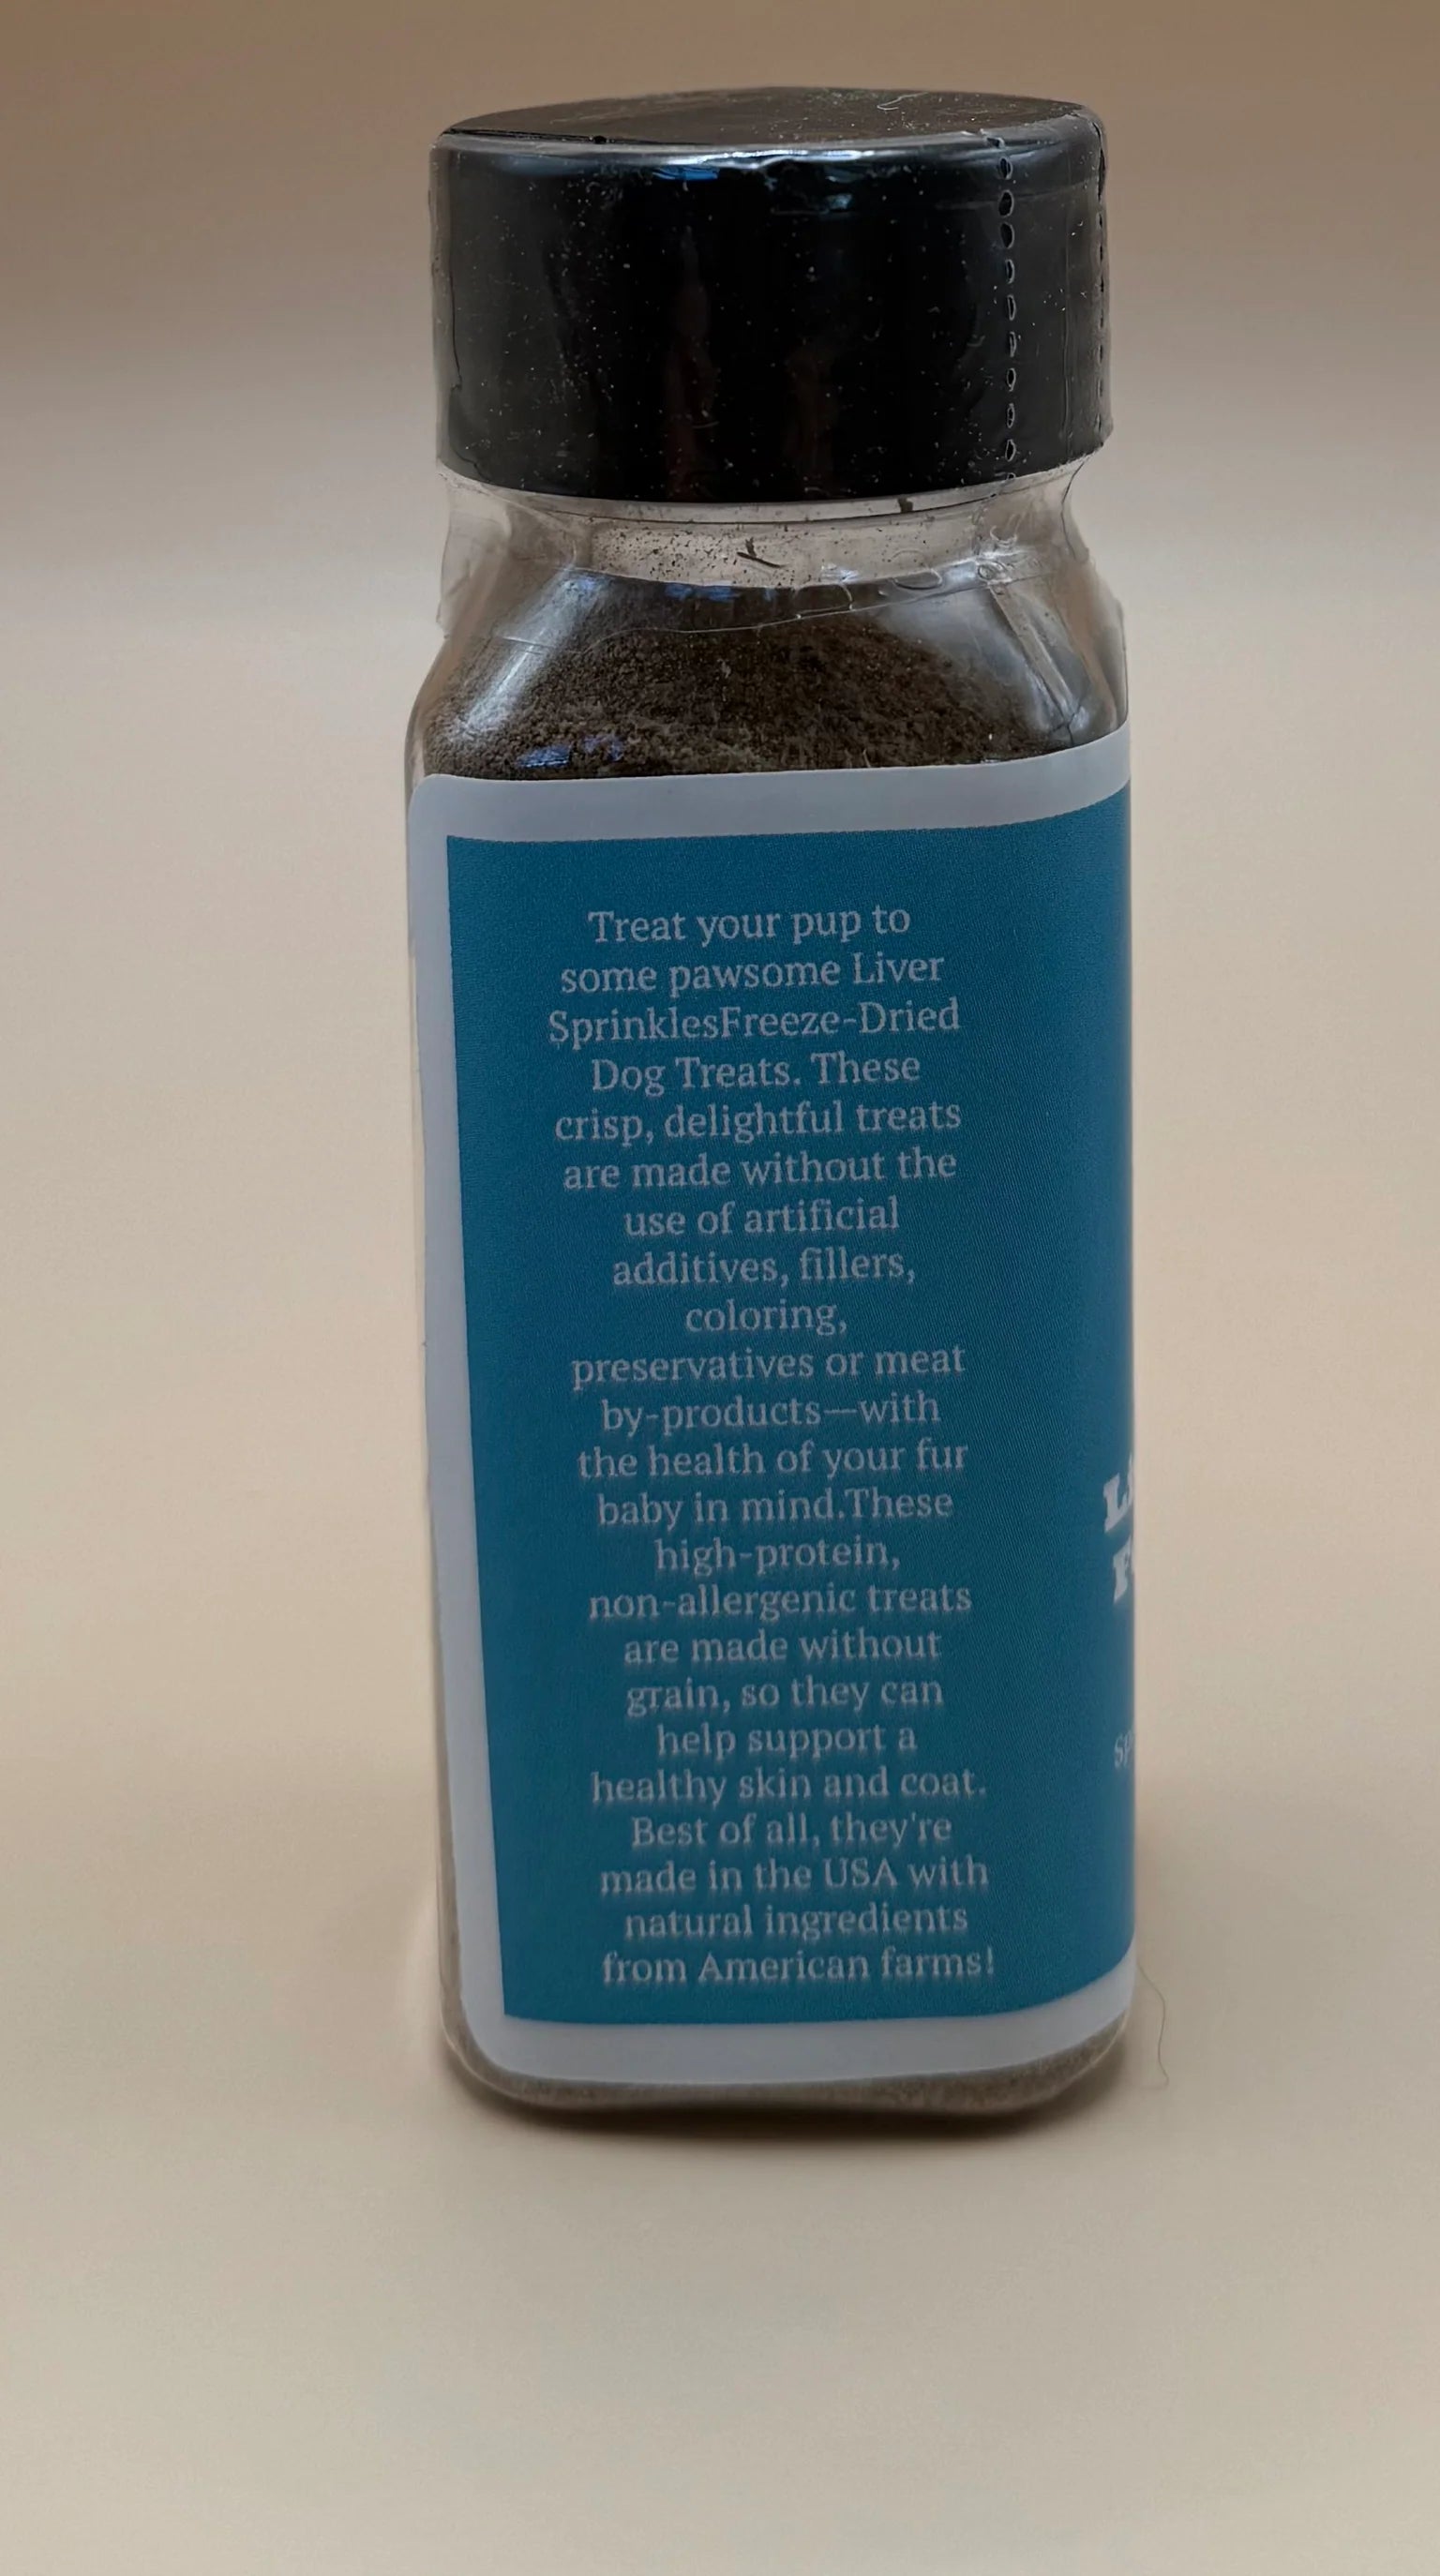 Treat your pup to
some pawsome Liver
SprinklesFreeze-Dried
Dog Treats. These
crisp, delightful treats
are made without the
use of artificial
additives, fillers,
coloring,
preservatives or meat
by-products—with
the health of your fur
baby in mind.These
high-protein,
non-allergenic treats
are made without
grain, so they can
help support a
healthy skin and coat.
Best of all, they're
made in the USA with
natural ingredients
from American farms!